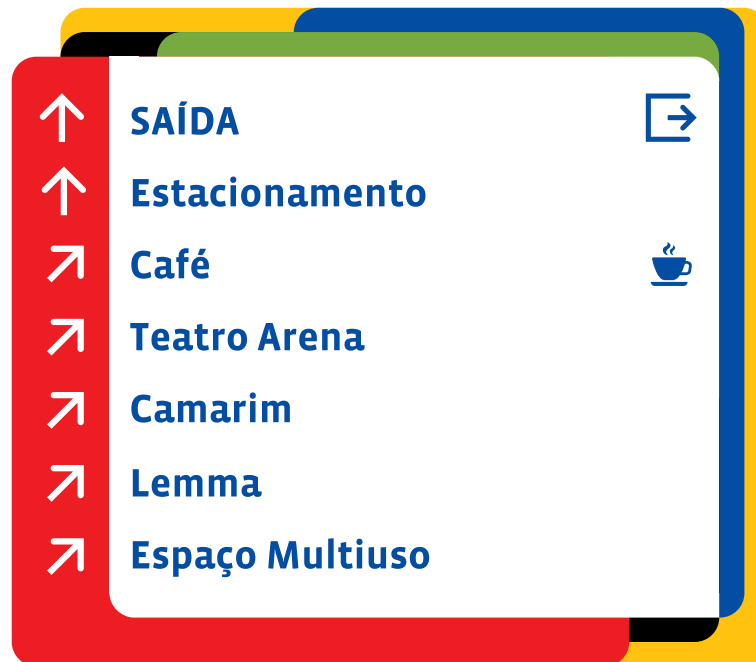 SAÍDA
Estacionamento
Café
Teatro Arena
Camarim
Lemma
Espaço Multiuso